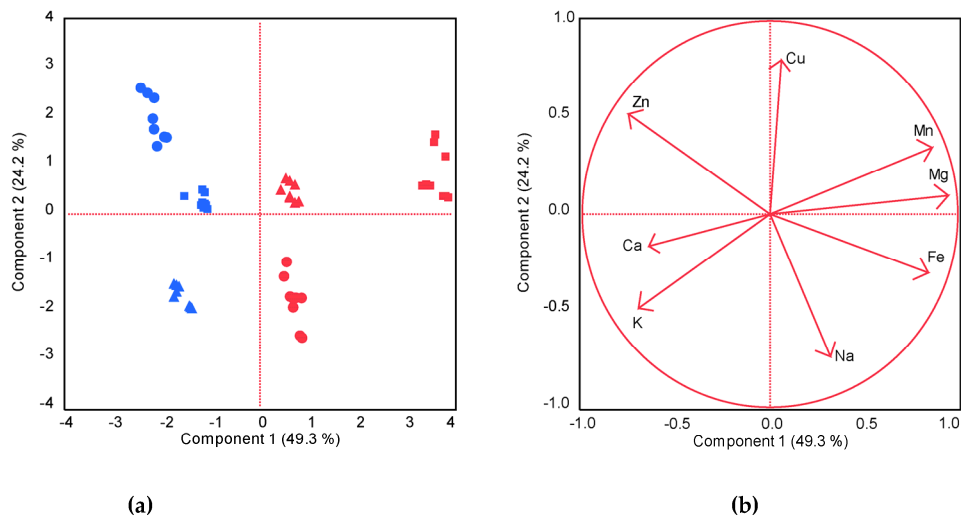 4
3
2
1
0
-1
-2
-3
-4
Component 2 (24.2 %)
-4
-3
-2
-1
0
1
2
3
4
Component 1 (49.3 %)
(a)
1.0
0.5
0.0
-0.5
-1.0
Component 2 (24.2 %)
Cu
Zn
Mn
Mg
Ca
Fe
K
Na
-1.0
-0.5
0.0
0.5
1.0
Component 1 (49.3 %)
(b)